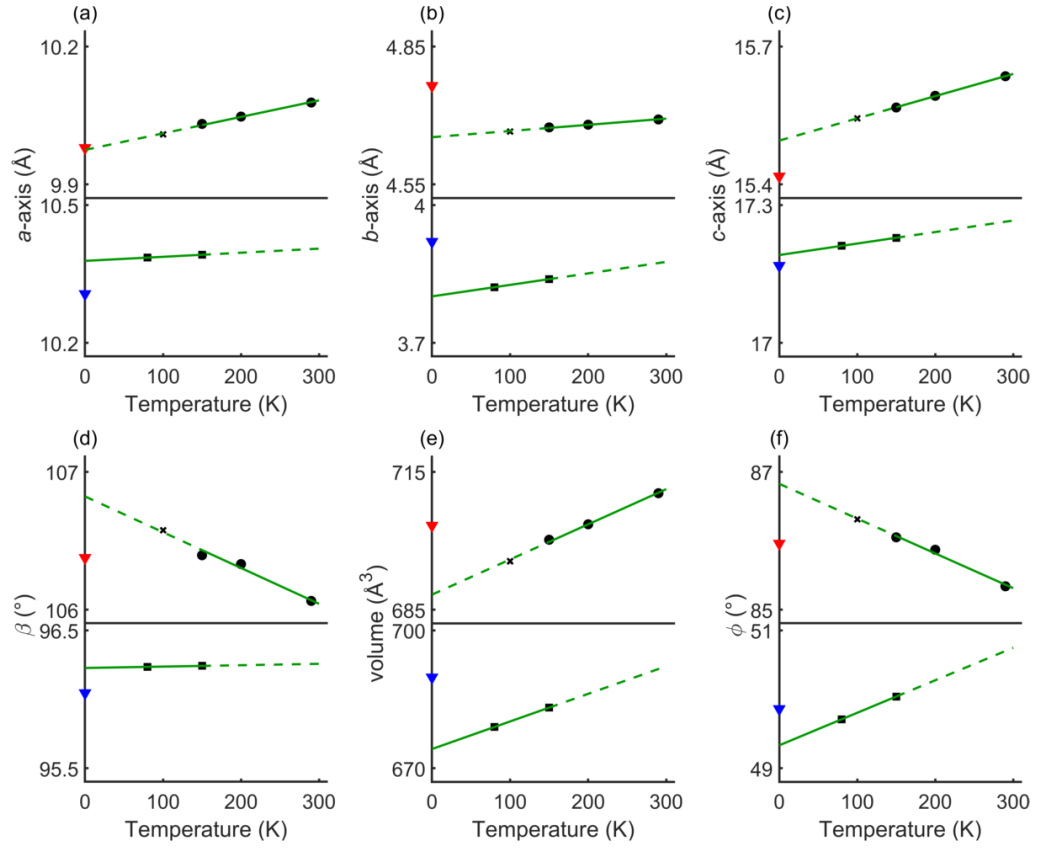 (a)
10.2
9.9
10.5
10.2
a-axis (Å)
0 100 200 300
Temperature (K)
(b)
4.85
4.55
4
3.7
b-axis (Å)
0 100 200 300
Temperature (K)
(c)
15.7
15.4
17.3
17
c-axis (Å)
0 100 200 300
Temperature (K)
(d)
107
106
96.5
95.5
β (°)
0 100 200 300
Temperature (K)
(e)
715
685
700
670
volume (Å³)
0 100 200 300
Temperature (K)
(f)
87
85
51
49
ϕ (°)
0 100 200 300
Temperature (K)